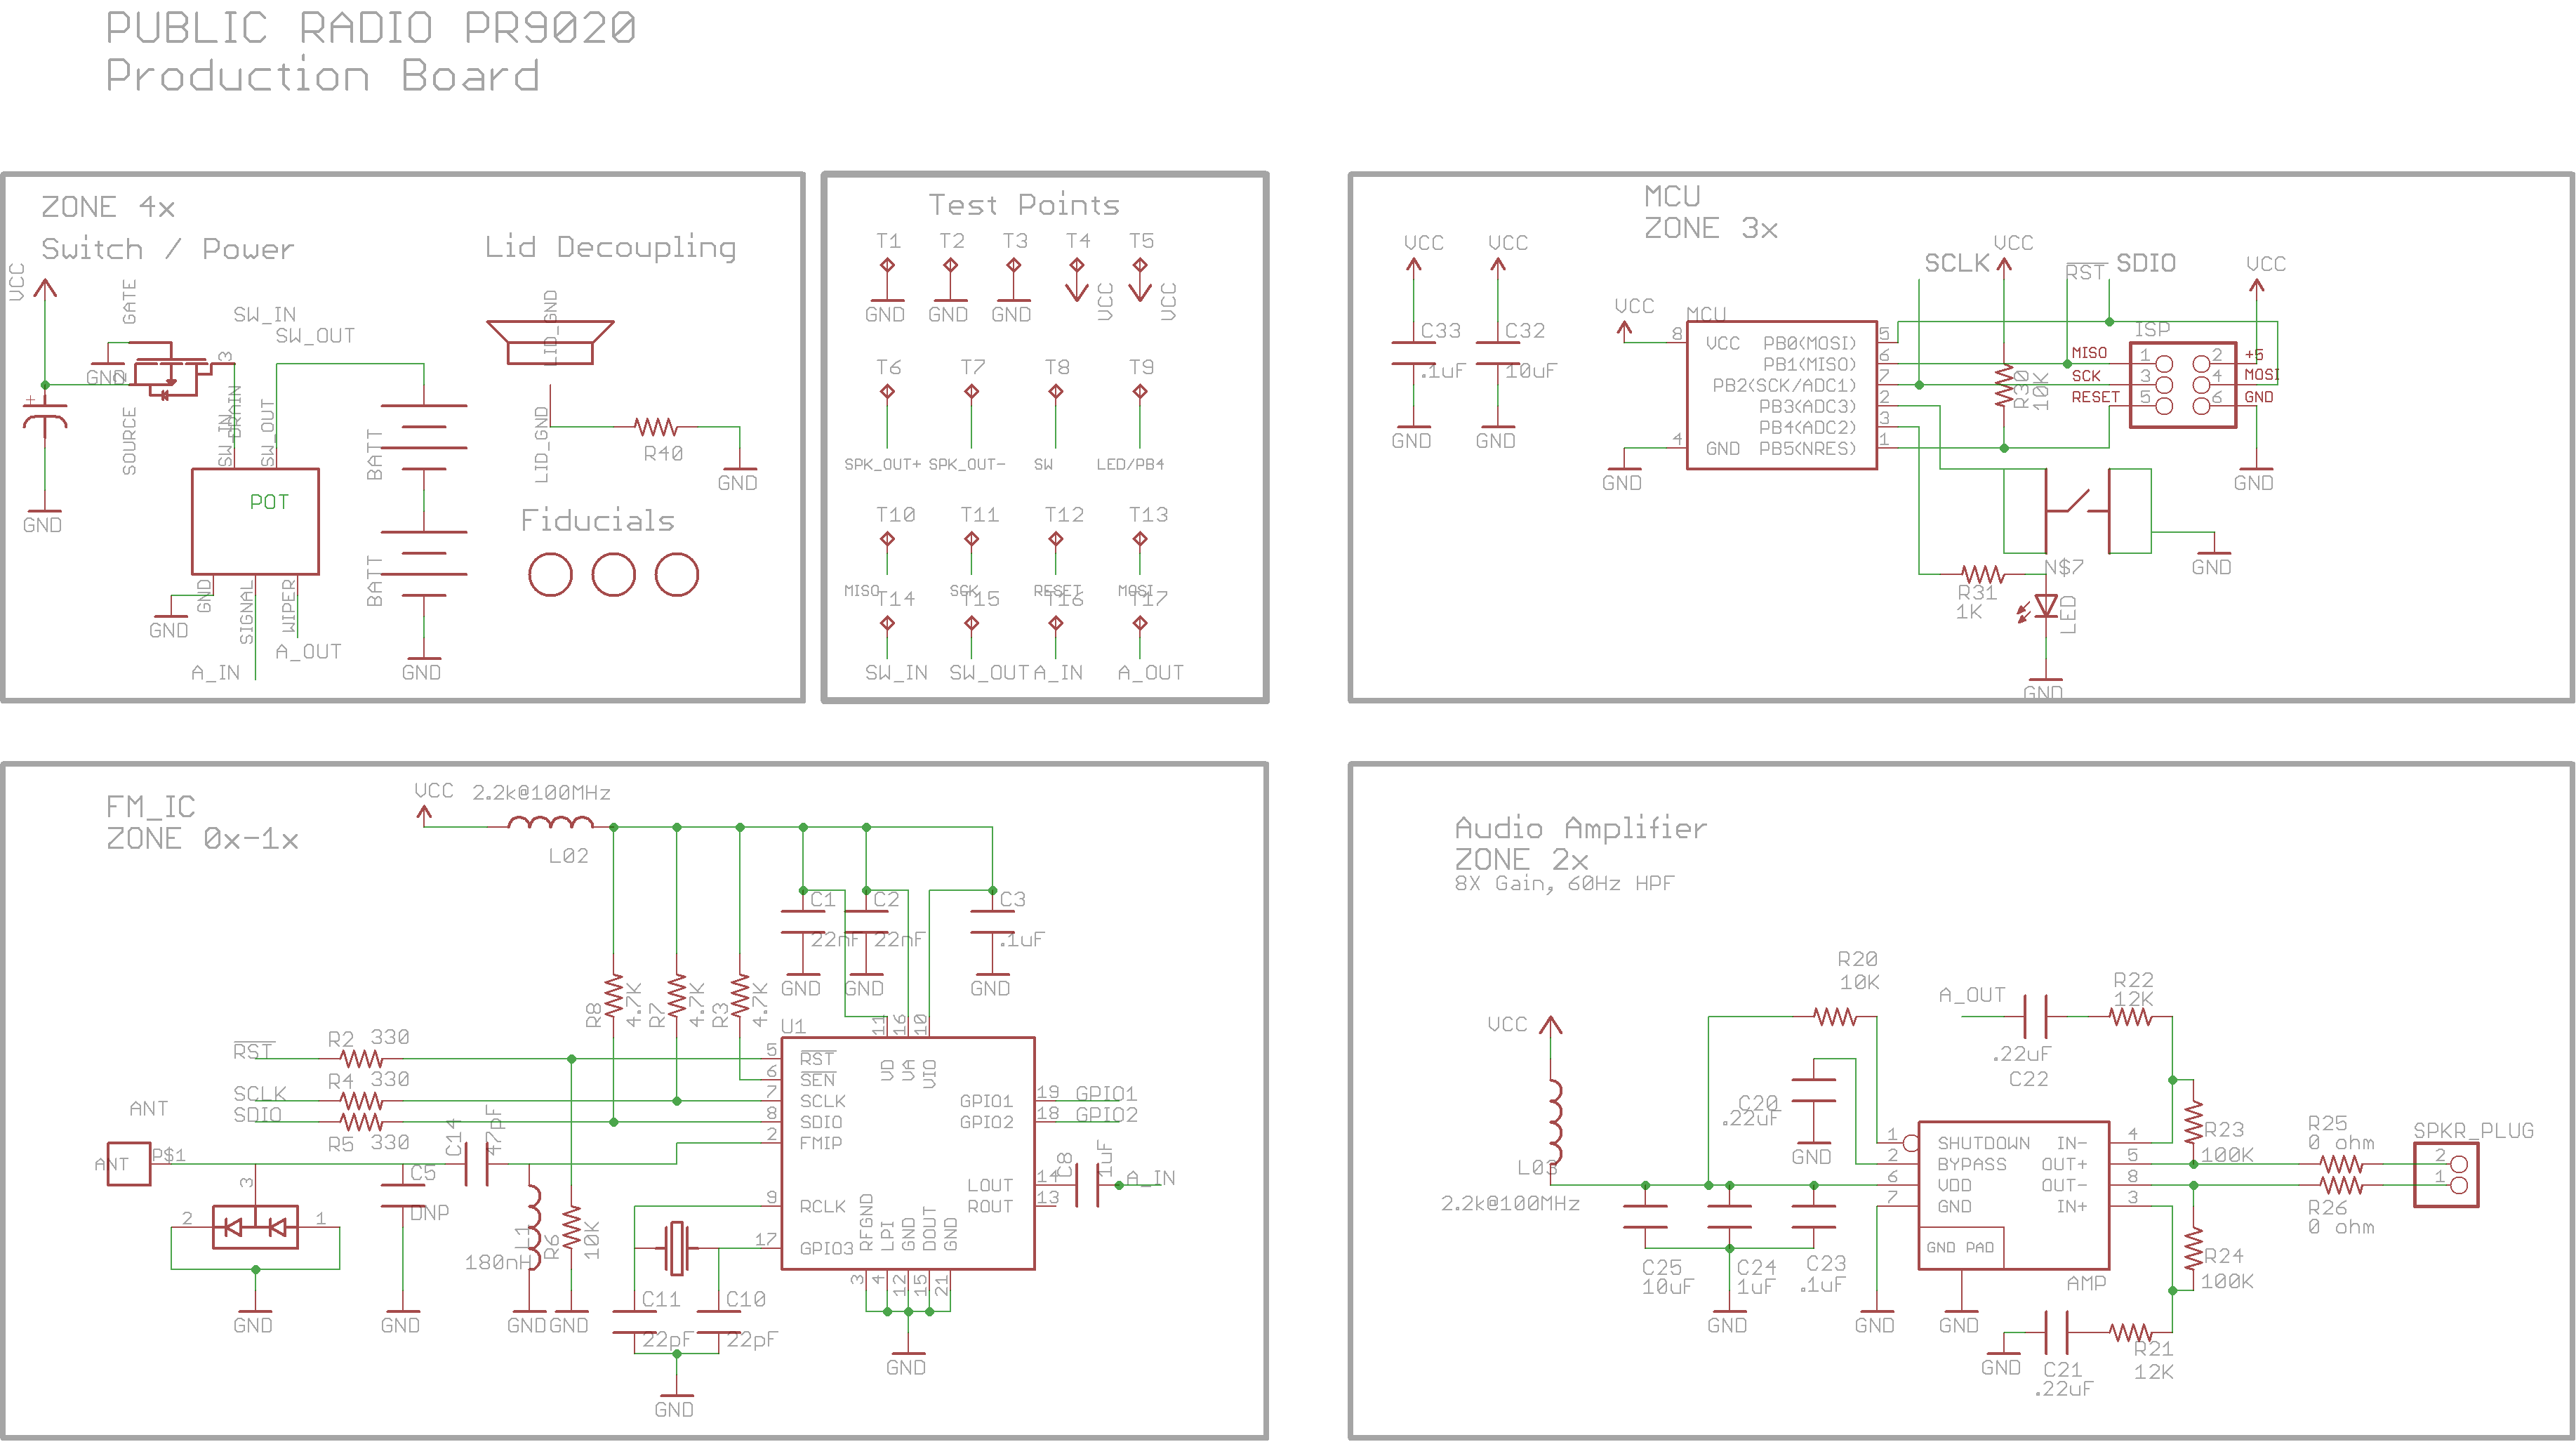 PUBLIC RADIO PR9020
Production Board
ZONE 4x
Switch / Power
VCC
GATE
SW_IN
SW_OUT
3
GND
2
+
SOURCE
DRAIN
SW_IN
SW_OUT
GND
POT
BATT
BATT
GND
SIGNAL
WIPER
GND
A_IN
A_OUT
GND
Lid Decoupling
LID_GND
LID_GND
R40
GND
Fiducials
Test Points
T1 T2 T3 T4 T5
GND GND GND VCC VCC
T6 T7 T8 T9
SPK_OUT+ SPK_OUT- SW LED/PB4
T10 T11 T12 T13
MISO SCK RESET MOSI
T14 T15 T16 T17
SW_IN SW_OUT A_IN A_OUT
MCU
ZONE 3x
VCC VCC
C33 C32
.1uF 10uF
GND GND
VCC
MCU
8 VCC PB0(MOSI) 5
PB1(MISO) 6
PB2(SCK/ADC1) 7
PB3(ADC3) 2
PB4(ADC2) 3
4 GND PB5(NRES) 1
GND
SCLK VCC RST SDIO VCC
R30
10K
ISP
MISO 1 2 +5
SCK 3 4 MOSI
RESET 5 6 GND
GND
N$7
GND
R31
1K
LED
GND
FM_IC
ZONE 0x-1x
VCC 2.2k@100MHz
L02
C1 C2 C3
22nF 22nF .1uF
GND GND GND
R8 4.7K R7 4.7K R3 4.7K
U1
11 16 10
VD VA VIO
RST R2 330 5 RST
6 SEN
SCLK R4 330 7 SCLK
SDIO R5 330 8 SDIO
2 FMIP
9 RCLK
17 GPIO3
GPIO1 19 GPIO1
GPIO2 18 GPIO2
LOUT 14
ROUT 13
C8
1uF
A_IN
RFGND LPI GND DOUT GND
3 4 12 15 21
GND
ANT
ANT P$1
C14
47pF
C5
DNP
3
2 1
GND
GND
L1
180nH
R6
10K
GND GND
C11 C10
22pF 22pF
GND
Audio Amplifier
ZONE 2x
8X Gain, 60Hz HPF
VCC
L03
2.2k@100MHz
R20
10K
C20
.22uF
GND
A_OUT
.22uF
C22
R22
12K
1 SHUTDOWN IN- 4
2 BYPASS OUT+ 5
6 VDD OUT- 8
7 GND IN+ 3
GND PAD
AMP
R23
100K
R24
100K
R25
0 ohm
R26
0 ohm
SPKR_PLUG
2
1
C25
10uF
C24
1uF
C23
.1uF
GND
GND
GND
GND
C21
.22uF
R21
12K